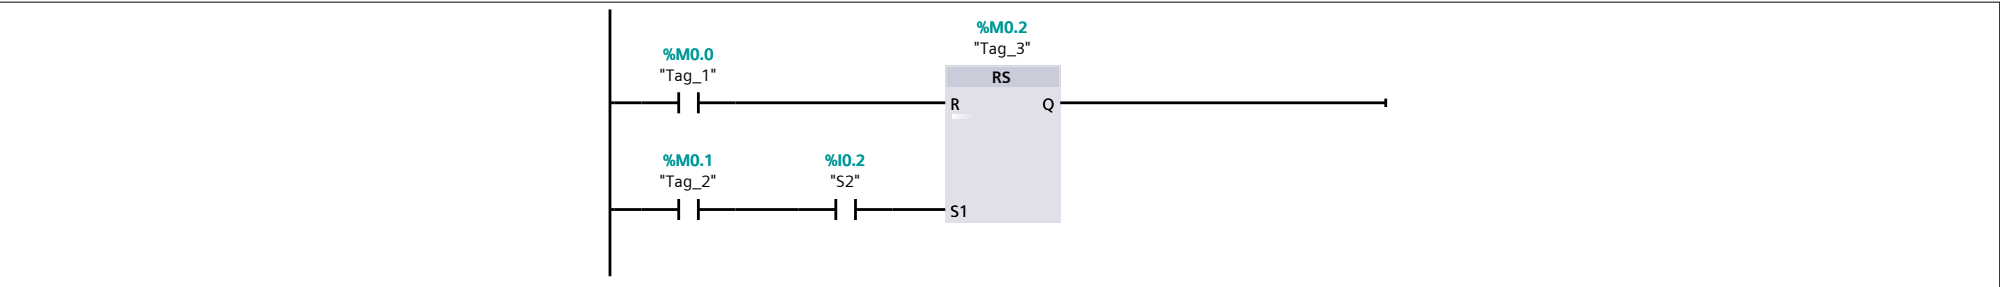 %M0.2
"Tag_3"
%M0.0
"Tag_1"
RS
R
Q
%M0.1
"Tag_2"
%I0.2
"S2"
S1